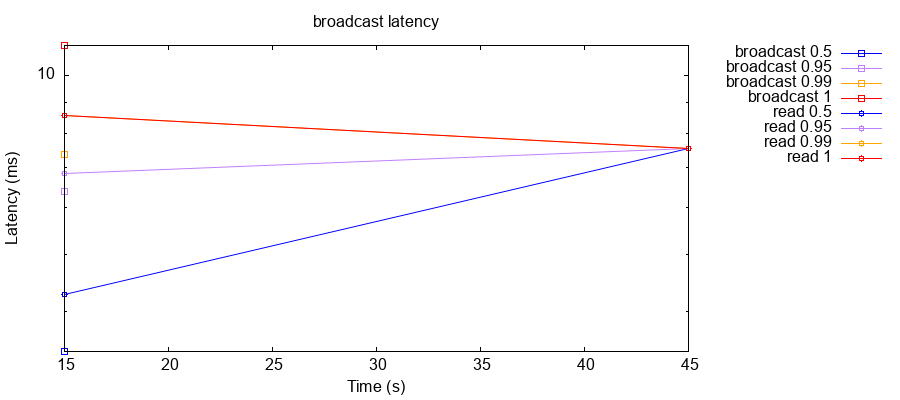 broadcast latency
broadcast 0.5
broadcast 0.95
broadcast 0.99
broadcast 1
read 0.5
read 0.95
read 0.99
read 1
10
Latency (ms)
15 20 25 30 35 40 45
Time (s)